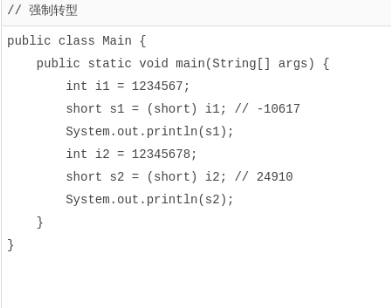 // 强制转型
public class Main {
    public static void main(String[] args) {
        int i1 = 1234567;
        short s1 = (short) i1; // -10617
        System.out.println(s1);
        int i2 = 12345678;
        short s2 = (short) i2; // 24910
        System.out.println(s2);
    }
}